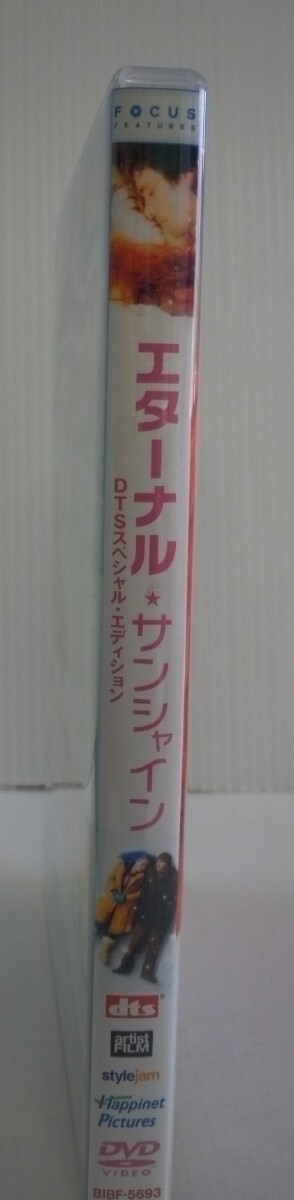 FOCUS
FEATURES
エターナル★サンシャイン
DTSスペシャル・エディション
dts
artist
FILM
stylejam
Happinet
Pictures
DVD
VIDEO
BIBF-5693